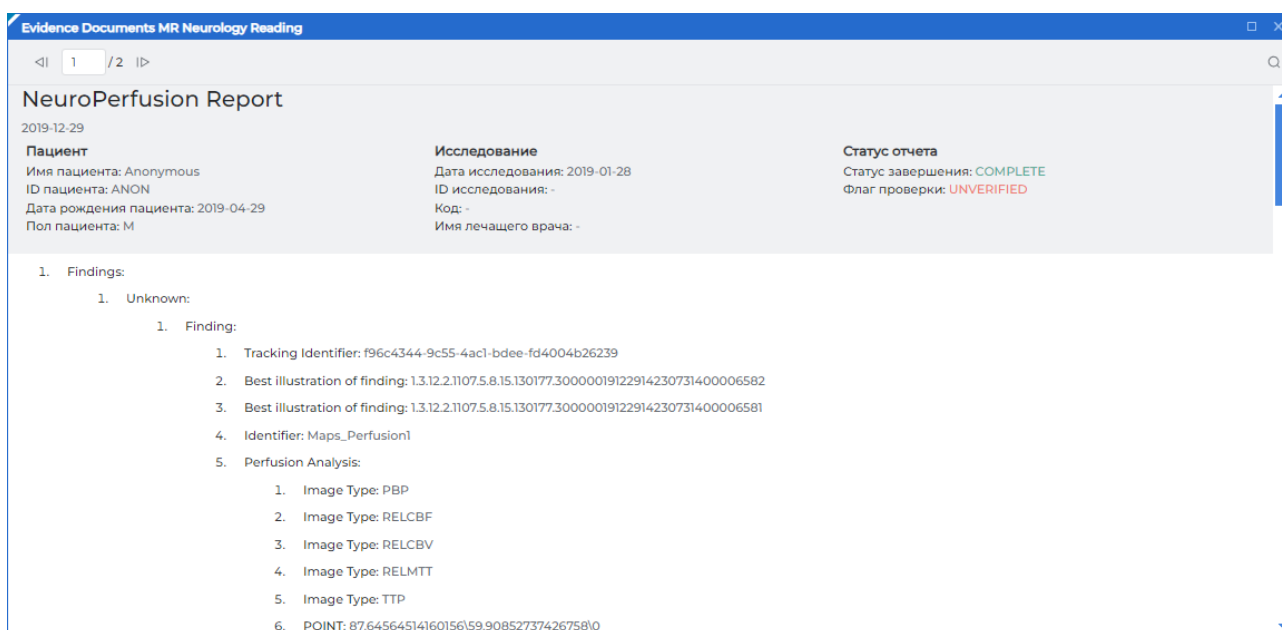 Evidence Documents MR Neurology Reading
1 / 2
NeuroPerfusion Report
2019-12-29
Пациент
Имя пациента: Anonymous
ID пациента: ANON
Дата рождения пациента: 2019-04-29
Пол пациента: M
Исследование
Дата исследования: 2019-01-28
ID исследования: -
Код: -
Имя лечащего врача: -
Статус отчета
Статус завершения: COMPLETE
Флаг проверки: UNVERIFIED
1. Findings:
1. Unknown:
1. Finding:
1. Tracking Identifier: f96c4344-9c55-4ac1-bdee-fd4004b26239
2. Best illustration of finding: 1.3.12.2.1107.5.8.15.130177.30000019122914230731400006582
3. Best illustration of finding: 1.3.12.2.1107.5.8.15.130177.30000019122914230731400006581
4. Identifier: Maps_Perfusion1
5. Perfusion Analysis:
1. Image Type: PBP
2. Image Type: RELCBF
3. Image Type: RELCBV
4. Image Type: RELMTT
5. Image Type: TTP
6. POINT: 87.64564514160156\59.90852737426758\0